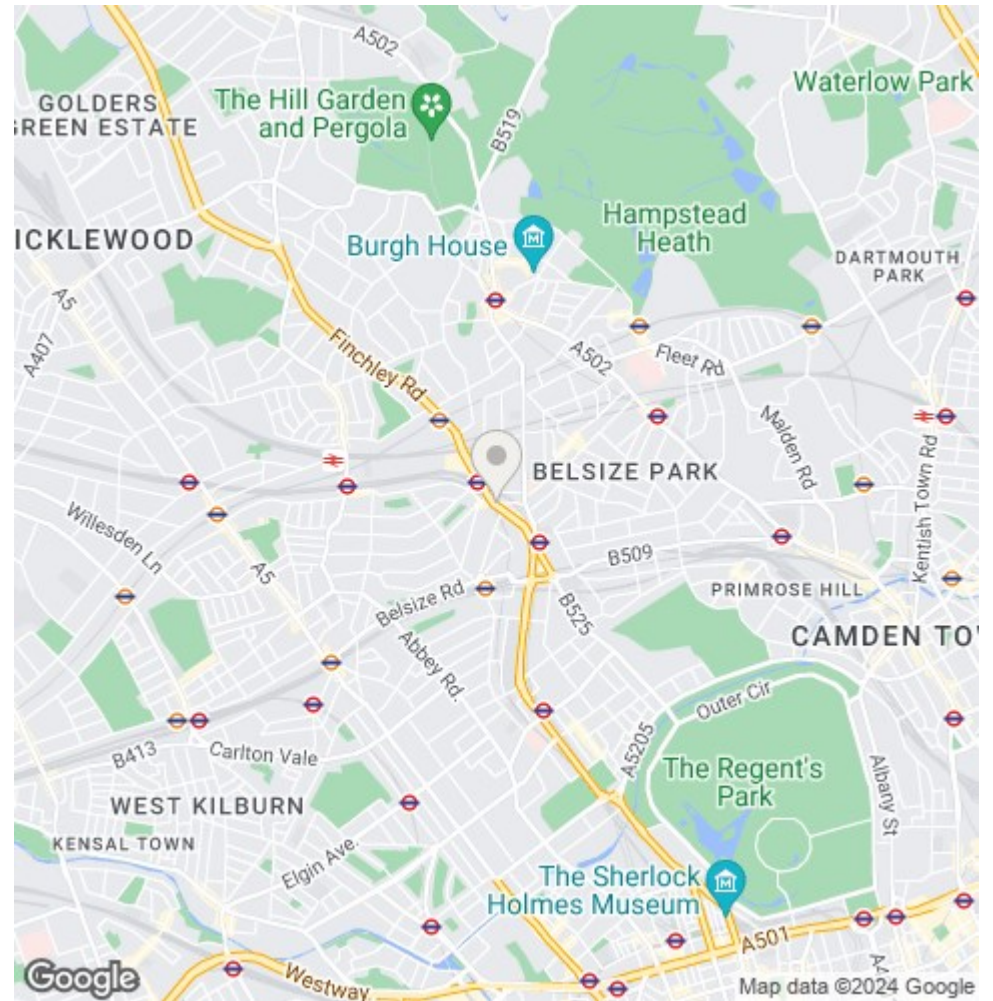 A502
GOLDERS
GREEN ESTATE
The Hill Garden
and Pergola
B519
Waterlow Park
Hampstead
Heath
ICKLEWOOD
Burgh House
DARTMOUTH
PARK
A5
A407
Finchley Rd
A502
Fleet Rd
Malden Rd
Kentish Town Rd
BELSIZE PARK
Willesden Ln
A5
B509
PRIMROSE HILL
Belsize Rd
B525
Abbey Rd.
CAMDEN TO
Outer Cir
A5205
B413
Carlton Vale
The Regent's
Park
Albany St
WEST KILBURN
KENSAL TOWN
Elgin Ave.
The Sherlock
Holmes Museum
A501
Westway
Google
Map data ©2024 Google